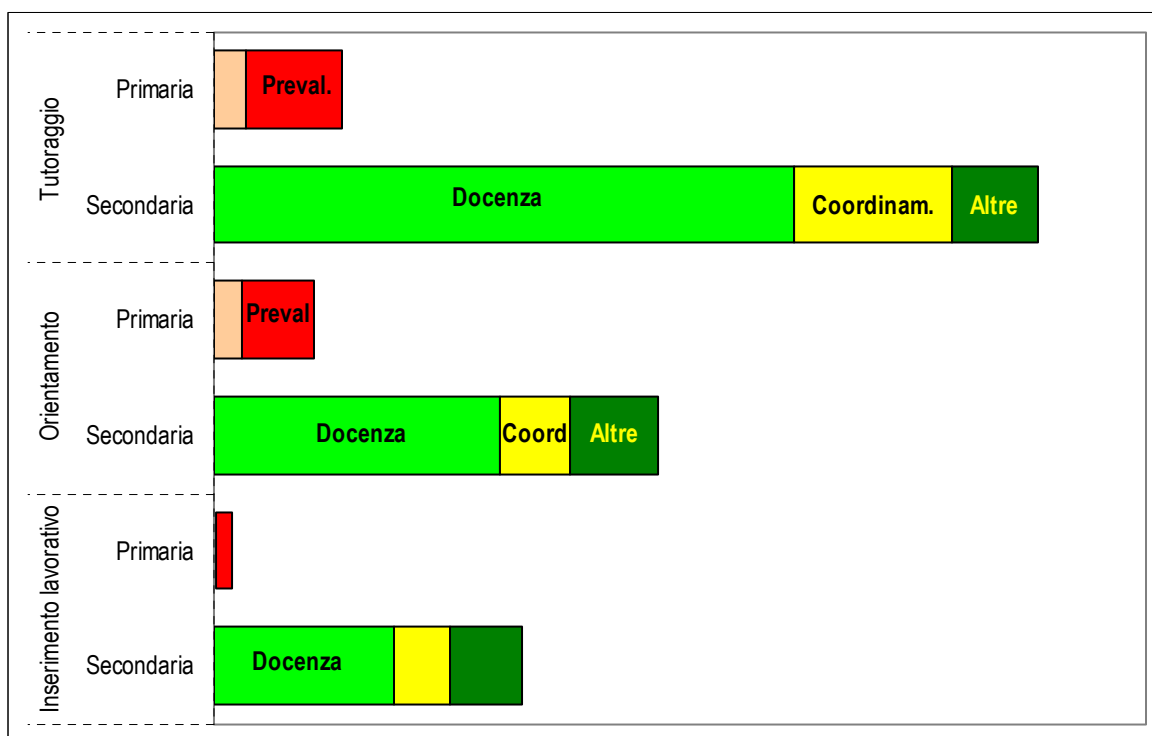 Tutoraggio
Primaria
Preval.
Secondaria
Docenza
Coordinam.
Altre
Orientamento
Primaria
Preval
Secondaria
Docenza
Coord
Altre
Inserimento lavorativo
Primaria
Secondaria
Docenza